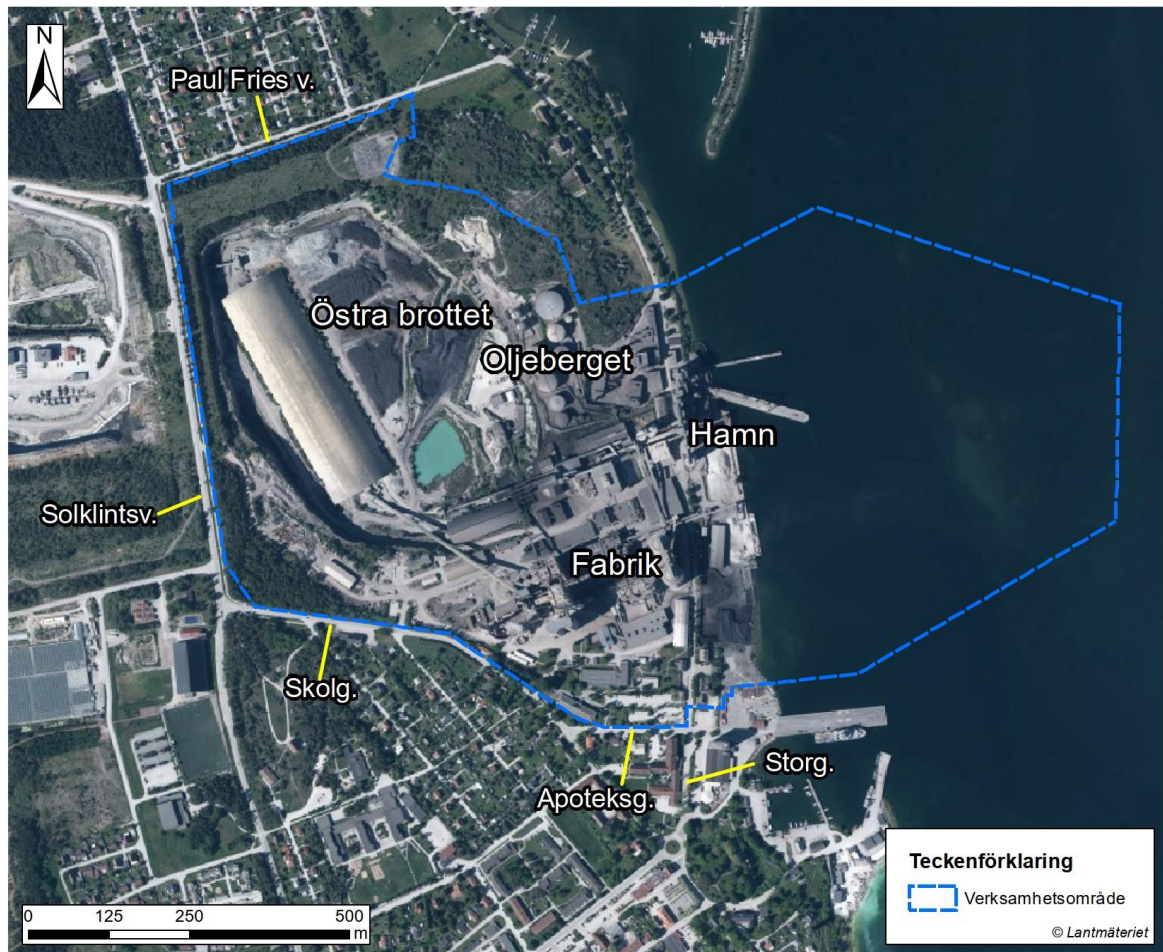 N
Paul Fries v.
Östra brottet
Oljeberget
Hamn
Solklintsv.
Fabrik
Skolg.
Storg.
Apoteksg.
Teckenförklaring
Verksamhetsområde
0 125 250 500
m
© Lantmäteriet